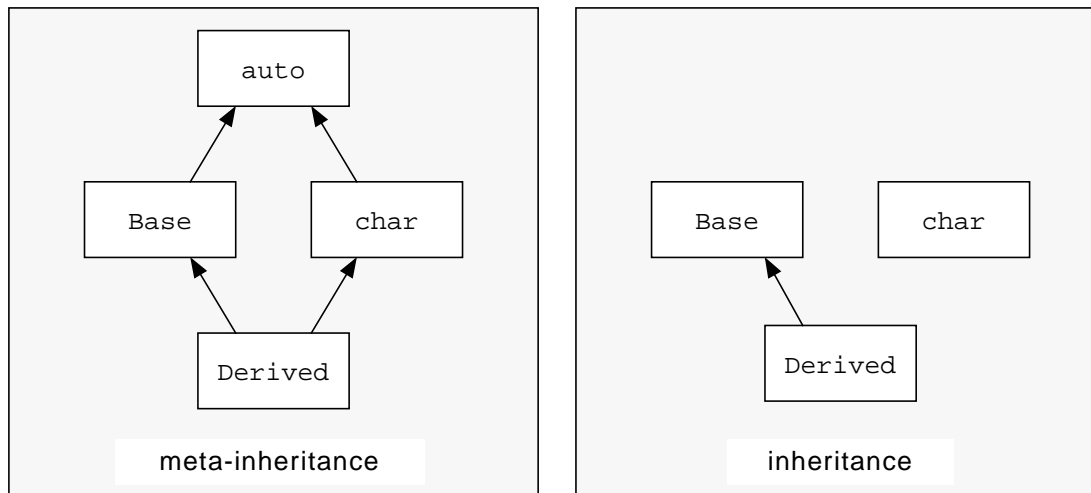 auto
Base
char
Derived
meta-inheritance
Base
char
Derived
inheritance